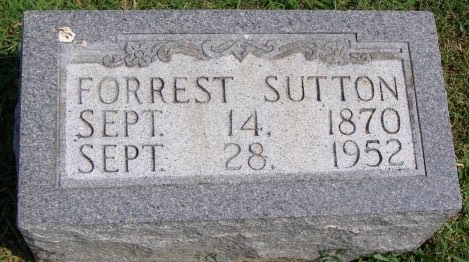 FORREST SUTTON
SEPT. 14, 1870
SEPT. 28, 1952